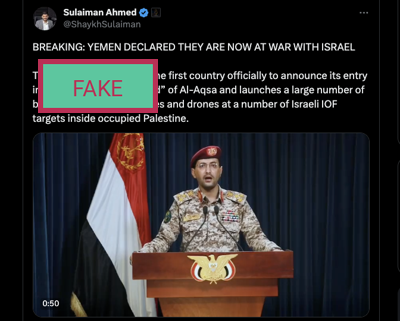 Sulaiman Ahmed
@ShaykhSulaiman
BREAKING: YEMEN DECLARED THEY ARE NOW AT WAR WITH ISRAEL
T
FAKE
e first country officially to announce its entry
in
d" of Al-Aqsa and launches a large number of
b
es and drones at a number of Israeli IOF
targets inside occupied Palestine.
0:50